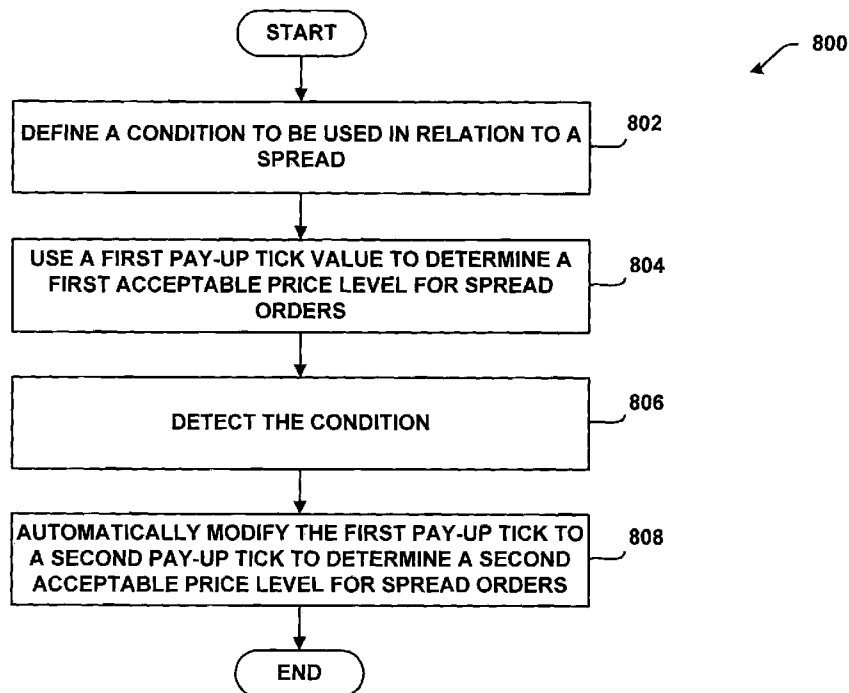 START
800
DEFINE A CONDITION TO BE USED IN RELATION TO A
SPREAD
802
USE A FIRST PAY-UP TICK VALUE TO DETERMINE A
FIRST ACCEPTABLE PRICE LEVEL FOR SPREAD
ORDERS
804
DETECT THE CONDITION
806
AUTOMATICALLY MODIFY THE FIRST PAY-UP TICK TO
A SECOND PAY-UP TICK TO DETERMINE A SECOND
ACCEPTABLE PRICE LEVEL FOR SPREAD ORDERS
808
END